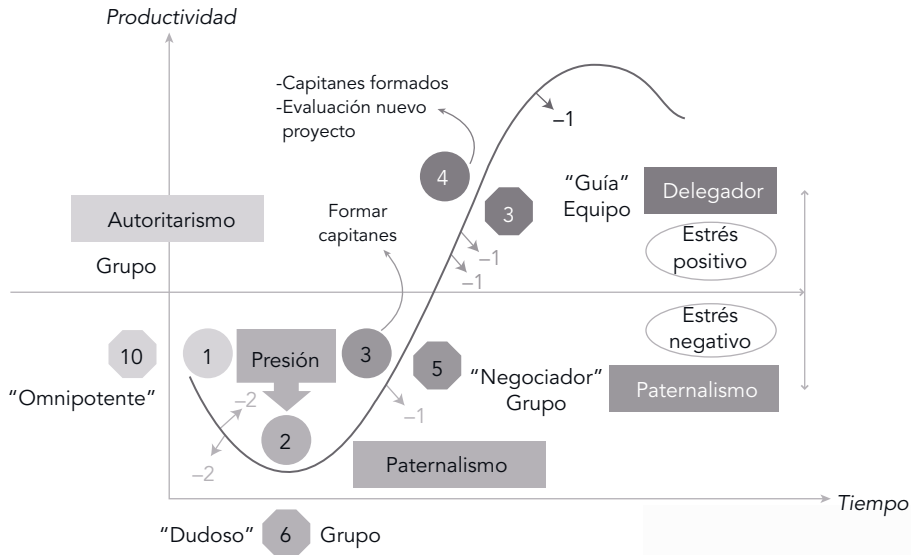 Productividad
-Capitanes formados
-Evaluación nuevo
proyecto
–1
4
"Guía"
Equipo
Delegador
3
Autoritarismo
Formar
capitanes
Estrés
positivo
Grupo
–1
–1
Estrés
negativo
10
1
Presión
3
5
"Negociador"
Grupo
Paternalismo
"Omnipotente"
–2
–1
2
–2
Paternalismo
Tiempo
"Dudoso"
6
Grupo